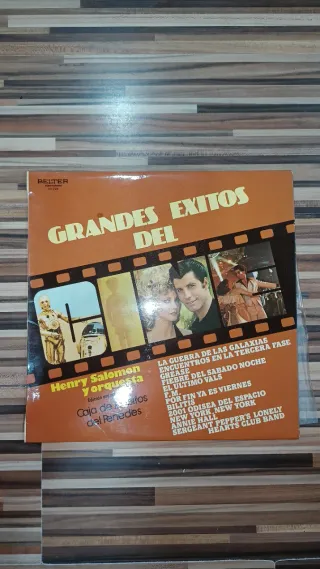 BELTER
GRANDES EXITOS
DEL
Henry Salomon
y orquesta
Caja de
del Penedes
LA GUERRA DE LAS GALAXIAS
ENCUENTROS EN LA TERCERA FASE
GREASE
FIEBRE DEL SABADO NOCHE
EL ULTIMO VALS
F.M.
POR FIN YA ES VIERNES
BILITIS
2001 ODISEA DEL ESPACIO
NEW YORK, NEW YORK
ANNIE HALL
SERGEANT PEPPER'S LONELY
HEARTS CLUB BAND